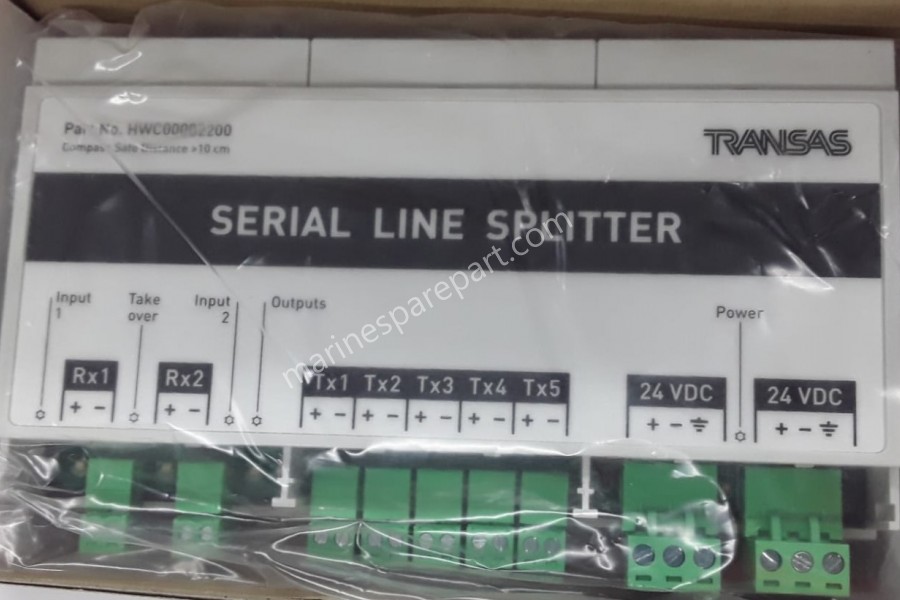 Part No. HWC00002200
Compass Safe Distance >10 cm
TRANSAS
SERIAL LINE SPLITTER
Input 1
Take over
Input 2
Outputs
Power
Rx1
Rx2
Tx1 Tx2 Tx3 Tx4 Tx5
24 VDC
24 VDC
+ - + - + - + - + - + - + - + - ⏚ + - ⏚
marinesparepart.com